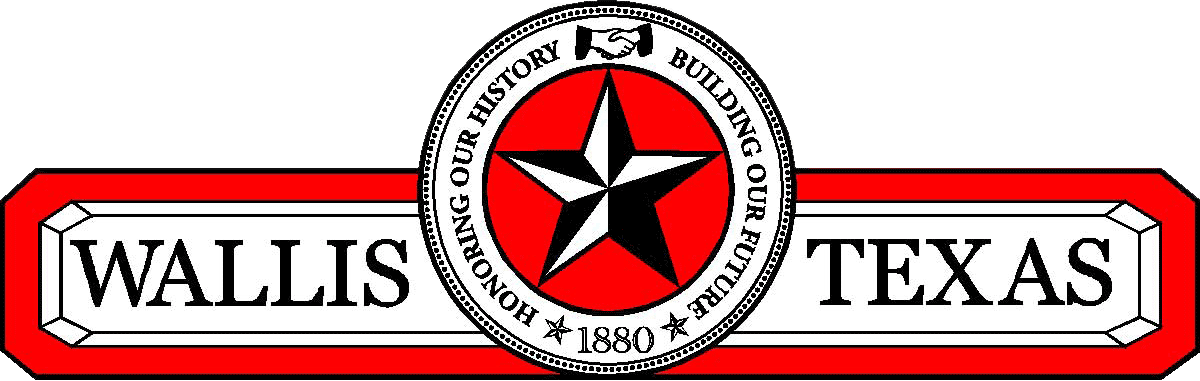 WALLIS
HONORING OUR HISTORY
BUILDING OUR FUTURE
1880
TEXAS